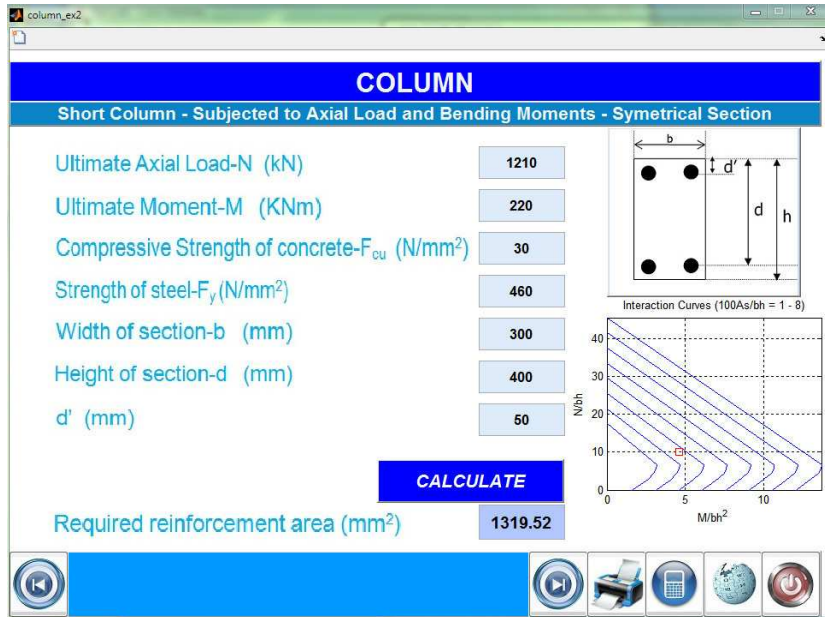 column_ex2
COLUMN
Short Column - Subjected to Axial Load and Bending Moments - Symetrical Section
Ultimate Axial Load-N (kN) 1210
Ultimate Moment-M (KNm) 220
Compressive Strength of concrete-Fcu (N/mm²) 30
Strength of steel-Fy (N/mm²) 460
Width of section-b (mm) 300
Height of section-d (mm) 400
d' (mm) 50
CALCULATE
Required reinforcement area (mm²) 1319.52
b
d'
d
h
Interaction Curves (100As/bh = 1 - 8)
40
30
20
10
0
N/bh
0 5 10
M/bh²